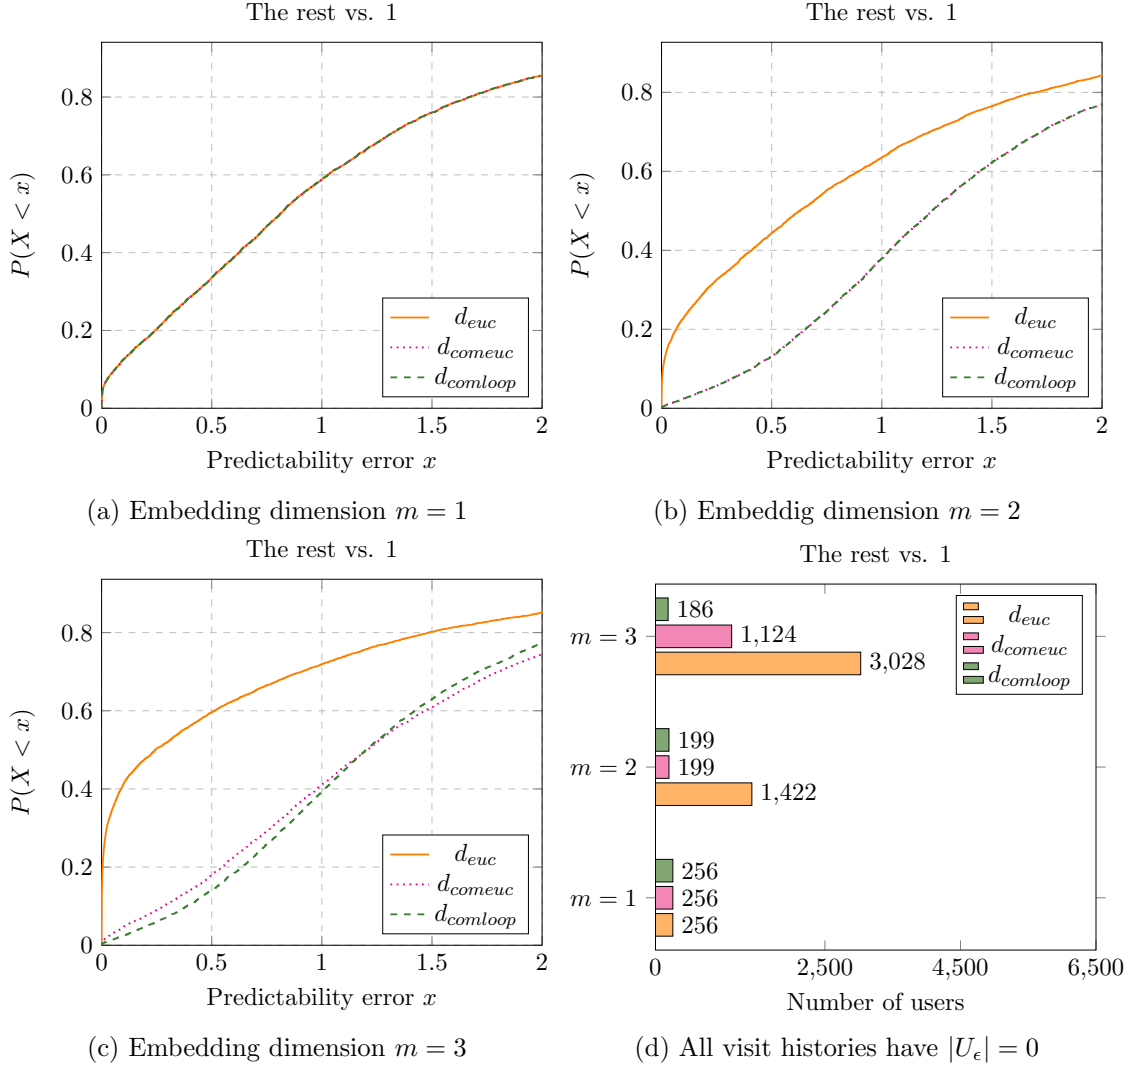 The rest vs. 1
P(X < x)
0.8
0.6
0.4
0.2
0
0 0.5 1 1.5 2
d_euc
d_comeuc
d_comloop
Predictability error x
(a) Embedding dimension m = 1
The rest vs. 1
P(X < x)
0.8
0.6
0.4
0.2
0
0 0.5 1 1.5 2
d_euc
d_comeuc
d_comloop
Predictability error x
(b) Embeddig dimension m = 2
The rest vs. 1
P(X < x)
0.8
0.6
0.4
0.2
0
0 0.5 1 1.5 2
d_euc
d_comeuc
d_comloop
Predictability error x
(c) Embedding dimension m = 3
The rest vs. 1
d_euc
d_comeuc
d_comloop
186
m = 3 1,124
3,028
199
m = 2 199
1,422
256
m = 1 256
256
0 2,500 4,500 6,500
Number of users
(d) All visit histories have |U_ϵ| = 0